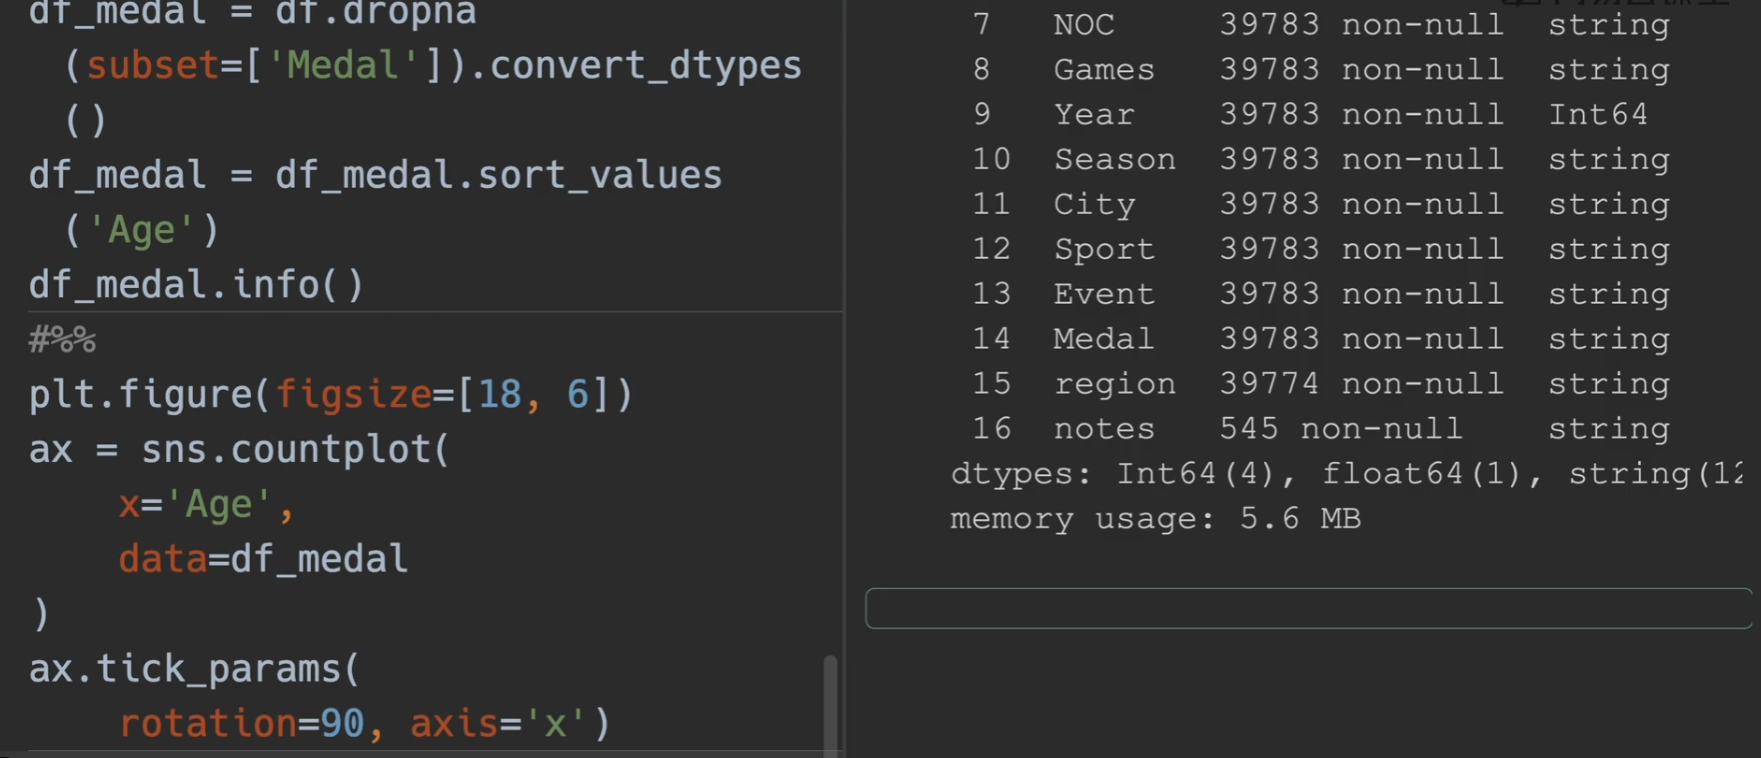 df_medal = df.dropna
(subset=['Medal']).convert_dtypes
()
df_medal = df_medal.sort_values
('Age')
df_medal.info()
#%%
plt.figure(figsize=[18, 6])
ax = sns.countplot(
x='Age',
data=df_medal
)
ax.tick_params(
rotation=90, axis='x')
7 NOC 39783 non-null string
8 Games 39783 non-null string
9 Year 39783 non-null Int64
10 Season 39783 non-null string
11 City 39783 non-null string
12 Sport 39783 non-null string
13 Event 39783 non-null string
14 Medal 39783 non-null string
15 region 39774 non-null string
16 notes 545 non-null string
dtypes: Int64(4), float64(1), string(12
memory usage: 5.6 MB